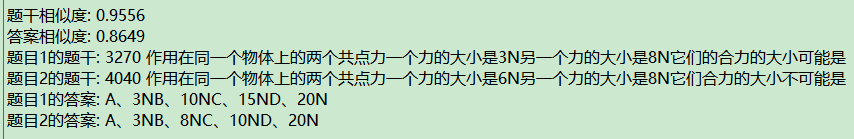 题干相似度: 0.9556
答案相似度: 0.8649
题目1的题干: 3270 作用在同一个物体上的两个共点力一个力的大小是3N另一个力的大小是8N它们的合力的大小可能是
题目2的题干: 4040 作用在同一个物体上的两个共点力一个力的大小是6N另一个力的大小是8N它们合力的大小不可能是
题目1的答案: A、3NB、10NC、15ND、20N
题目2的答案: A、3NB、8NC、10ND、20N